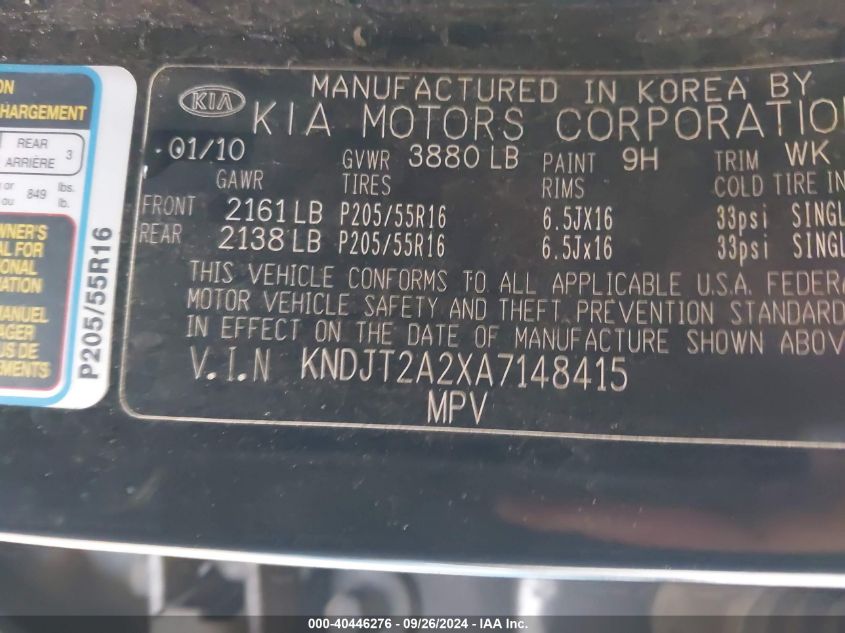 ON
HARGEMENT
REAR
ARRIÈRE
3
or
au
849
lbs.
lb.
WNER'S
AL FOR
ONAL
RATION
MANUEL
AGER
US DE
EMENTS
P205/55R16
KIA
MANUFACTURED IN KOREA BY
KIA MOTORS CORPORATION
01/10 GVWR 3880 LB PAINT 9H TRIM WK
GAWR TIRES RIMS COLD TIRE IN
FRONT 2161 LB P205/55R16 6.5JX16 33psi SINGL
REAR 2138 LB P205/55R16 6.5Jx16 33psi SINGL
THIS VEHICLE CONFORMS TO ALL APPLICABLE U.S.A. FEDERA
MOTOR VEHICLE SAFETY AND THEFT PREVENTION STANDARD
IN EFFECT ON THE DATE OF MANUFACTURE SHOWN ABOV
V.I.N KNDJT2A2XA7148415
MPV
000-40446276 - 09/26/2024 - IAA Inc.